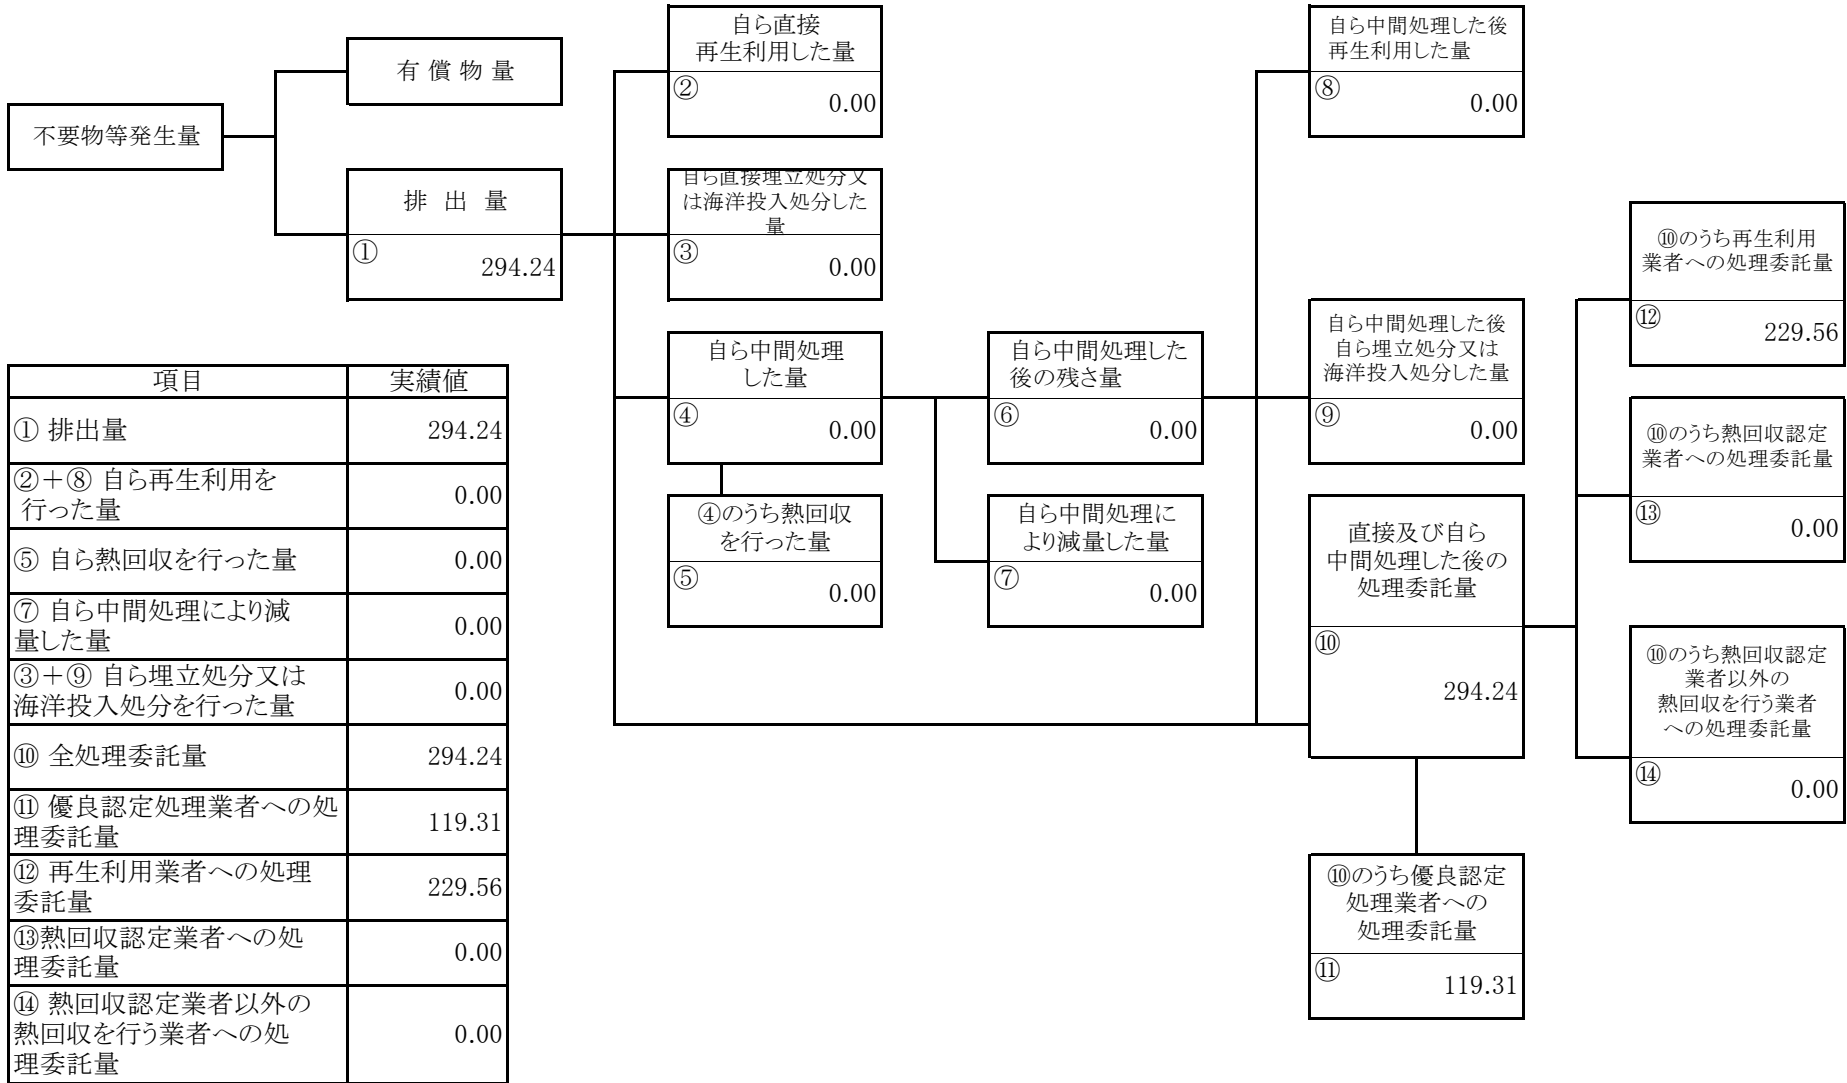 不要物等発生量
有 償 物 量
排 出 量
①
294.24
自ら直接
再生利用した量
②
0.00
自ら直接埋立処分又
は海洋投入処分した
量
③
0.00
自ら中間処理
した量
④
0.00
④のうち熱回収
を行った量
⑤
0.00
自ら中間処理した
後の残さ量
⑥
0.00
自ら中間処理に
より減量した量
⑦
0.00
自ら中間処理した後
再生利用した量
⑧
0.00
自ら中間処理した後
自ら埋立処分又は
海洋投入処分した量
⑨
0.00
直接及び自ら
中間処理した後の
処理委託量
⑩
294.24
⑩のうち優良認定
処理業者への
処理委託量
⑪
119.31
⑩のうち再生利用
業者への処理委託量
⑫
229.56
⑩のうち熱回収認定
業者への処理委託量
⑬
0.00
⑩のうち熱回収認定
業者以外の
熱回収を行う業者
への処理委託量
⑭
0.00
項目 実績値
① 排出量 294.24
②＋⑧ 自ら再生利用を
行った量 0.00
⑤ 自ら熱回収を行った量 0.00
⑦ 自ら中間処理により減
量した量 0.00
③＋⑨ 自ら埋立処分又は
海洋投入処分を行った量 0.00
⑩ 全処理委託量 294.24
⑪ 優良認定処理業者への処
理委託量 119.31
⑫ 再生利用業者への処理
委託量 229.56
⑬熱回収認定業者への処
理委託量 0.00
⑭ 熱回収認定業者以外の
熱回収を行う業者への処
理委託量 0.00